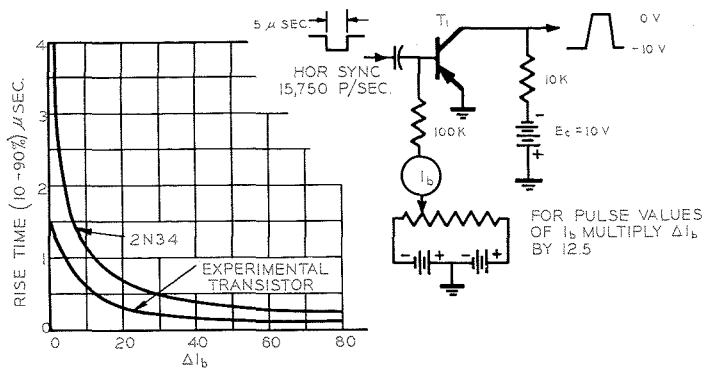 5 μ SEC.
T₁
0 V
-10 V
HOR SYNC
15,750 P/SEC.
10K
100K
Ec = 10 V
-
+
Ib
- + - +
FOR PULSE VALUES
OF Ib MULTIPLY ΔIb
BY 12.5
RISE TIME (10-90%) μSEC.
4
3
2
1
0
2N34
EXPERIMENTAL
TRANSISTOR
0 20 40 60 80
ΔIb